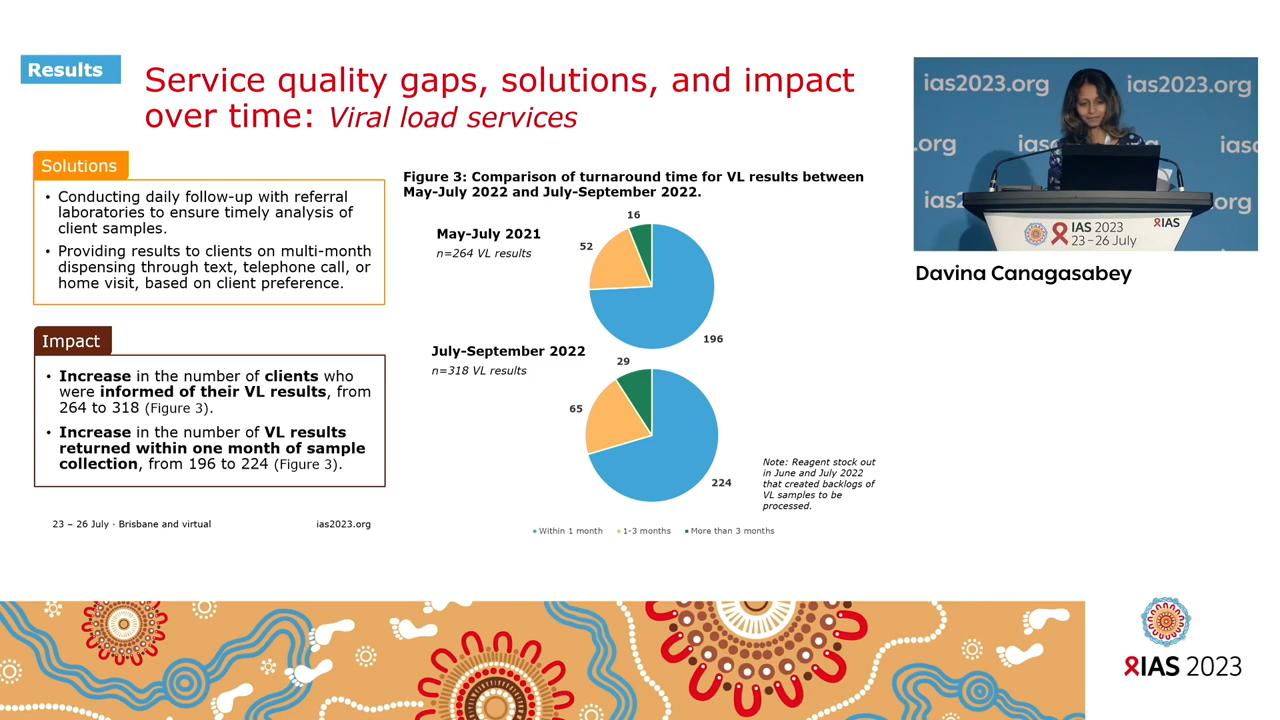 Results
Service quality gaps, solutions, and impact
over time: Viral load services
Solutions
• Conducting daily follow-up with referral
laboratories to ensure timely analysis of
client samples.
• Providing results to clients on multi-month
dispensing through text, telephone call, or
home visit, based on client preference.
Impact
• Increase in the number of clients who
were informed of their VL results, from
264 to 318 (Figure 3).
• Increase in the number of VL results
returned within one month of sample
collection, from 196 to 224 (Figure 3).
23 – 26 July · Brisbane and virtual
ias2023.org
Figure 3: Comparison of turnaround time for VL results between
May-July 2022 and July-September 2022.
May-July 2021
n=264 VL results
16
52
196
July-September 2022
n=318 VL results
29
65
224
Note: Reagent stock out
in June and July 2022
that created backlogs of
VL samples to be
processed.
Within 1 month
1-3 months
More than 3 months
ias2023.org
ias2023.org
.org
ias
iasc
ias2
.org
IAS 2023
23–26 July
IAS
Davina Canagasabey
IAS 2023